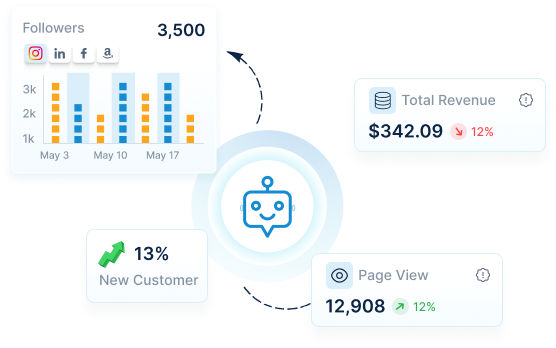 Followers
3,500
in f a
3k
2k
1k
May 3 May 10 May 17
Total Revenue
$342.09 12%
13%
New Customer
Page View
12,908 12%